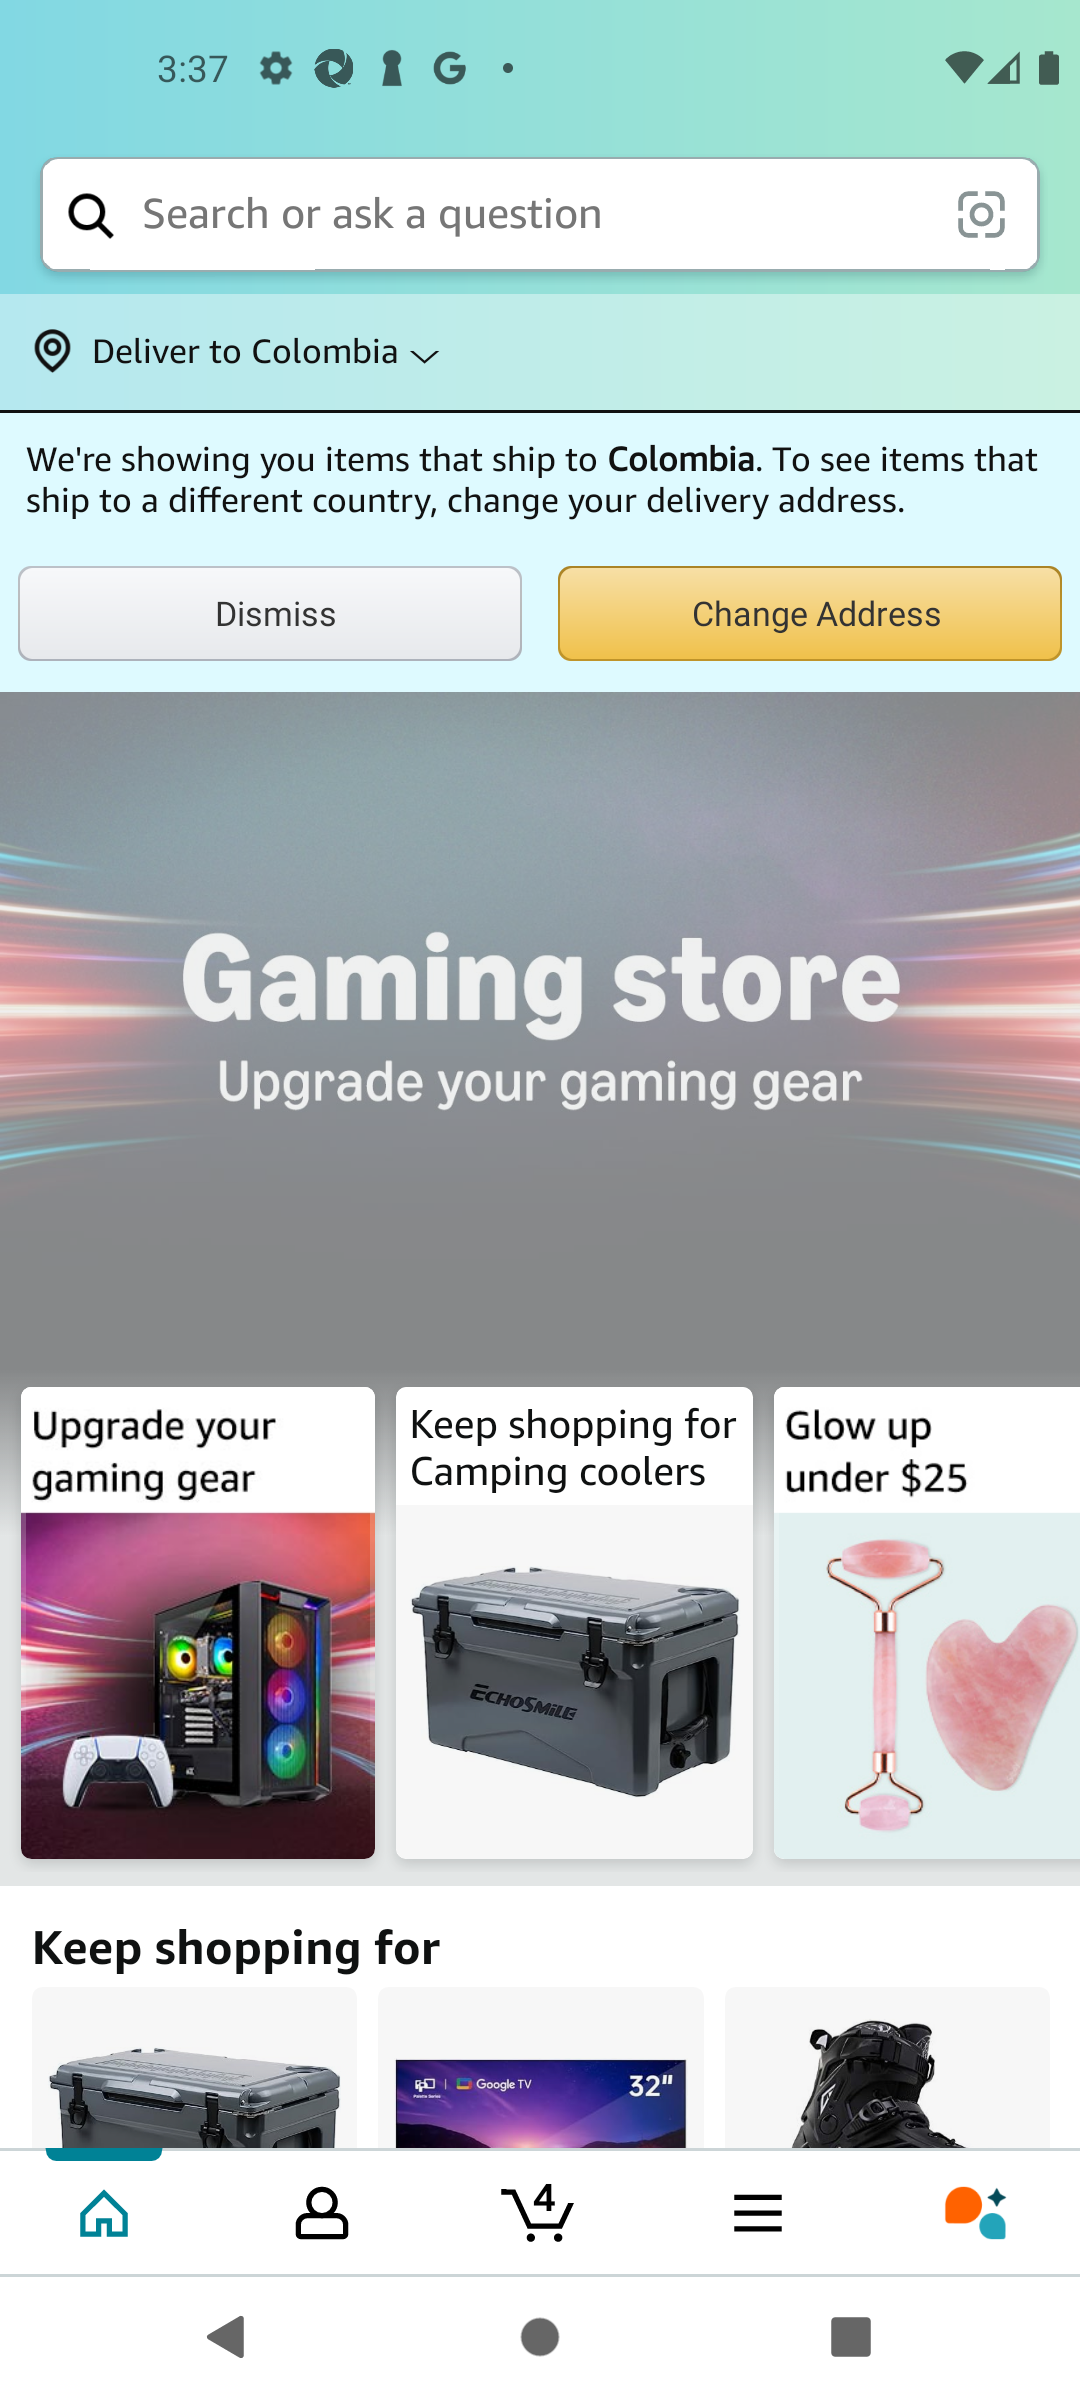 3:37
Search or ask a question
Deliver to Colombia
We're showing you items that ship to Colombia. To see items that
ship to a different country, change your delivery address.
Dismiss
Change Address
Gaming store
Upgrade your gaming gear
Upgrade your
gaming gear
Keep shopping for
Camping coolers
Glow up
under $25
ECHOSMILE
Keep shopping for
Google TV
32"
4